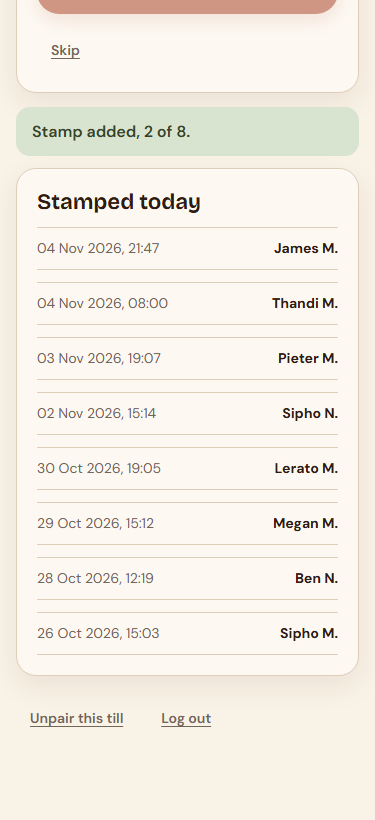 Skip
Stamp added, 2 of 8.
Stamped today
04 Nov 2026, 21:47 James M.
04 Nov 2026, 08:00 Thandi M.
03 Nov 2026, 19:07 Pieter M.
02 Nov 2026, 15:14 Sipho N.
30 Oct 2026, 19:05 Lerato M.
29 Oct 2026, 15:12 Megan M.
28 Oct 2026, 12:19 Ben N.
26 Oct 2026, 15:03 Sipho M.
Unpair this till Log out